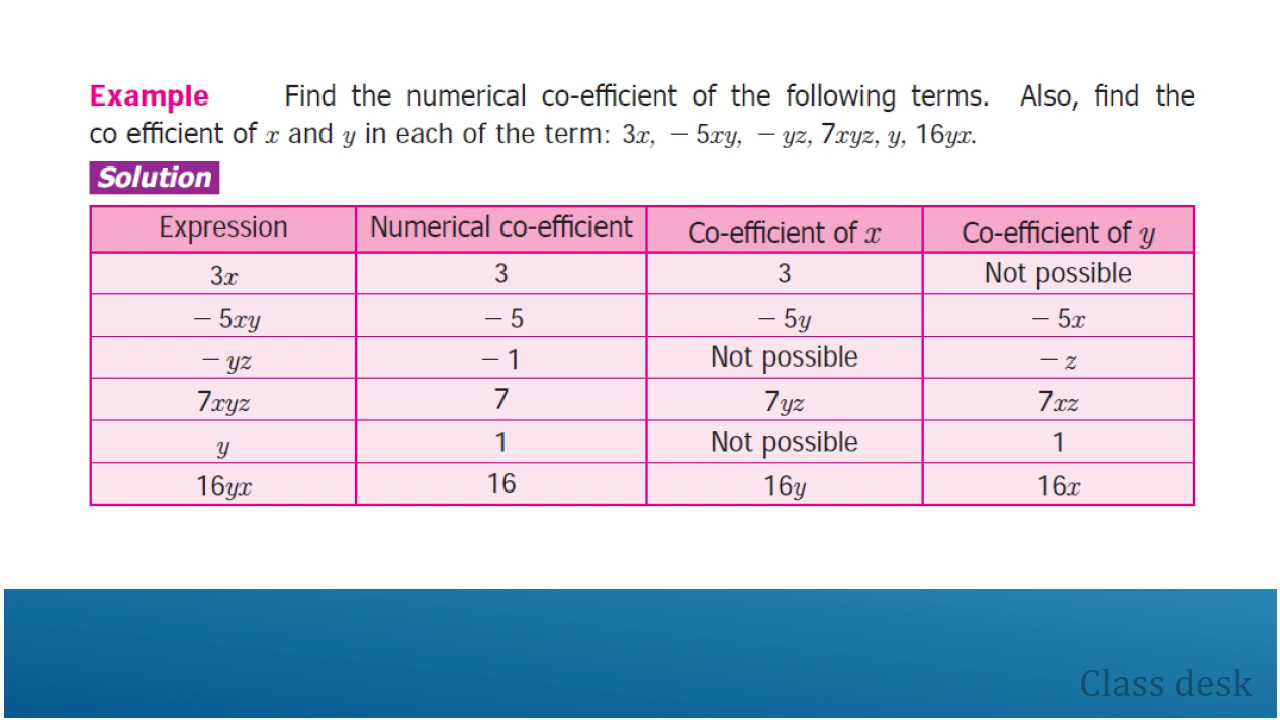 Example Find the numerical co-efficient of the following terms. Also, find the
co efficient of x and y in each of the term: 3x, − 5xy, − yz, 7xyz, y, 16yx.
Solution
Expression Numerical co-efficient Co-efficient of x Co-efficient of y
3x 3 3 Not possible
− 5xy − 5 − 5y − 5x
− yz − 1 Not possible − z
7xyz 7 7yz 7xz
y 1 Not possible 1
16yx 16 16y 16x
Class desk